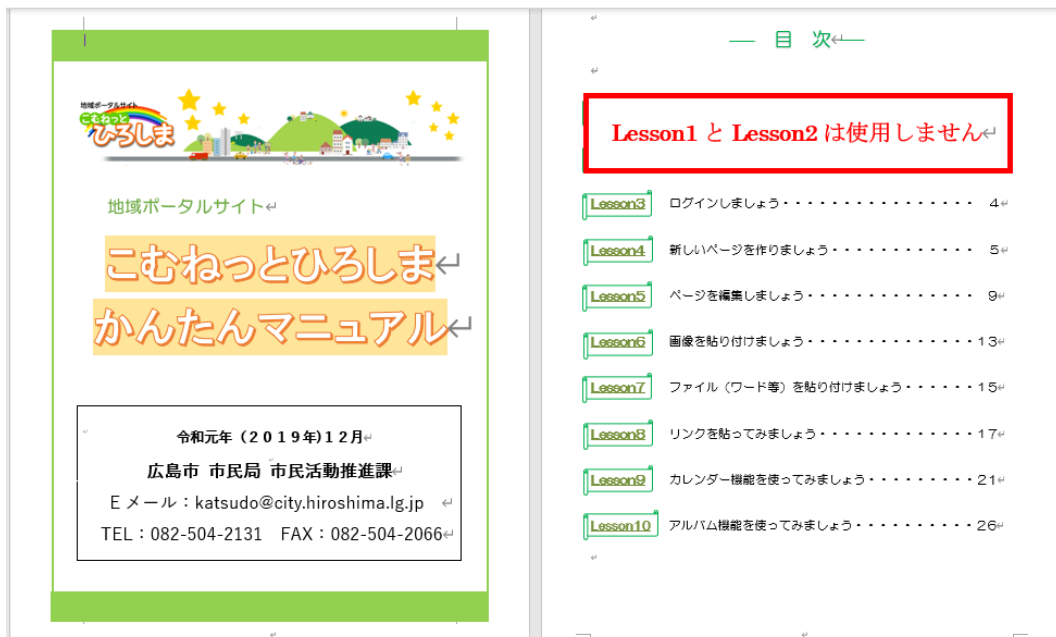 地域ポータルサイト
こむねっと
ひろしま
地域ポータルサイト
こむねっとひろしま
かんたんマニュアル
令和元年（２０１９年)１２月
広島市 市民局 市民活動推進課
Ｅメール：katsudo@city.hiroshima.lg.jp
TEL：082-504-2131　FAX：082-504-2066
目　次
Lesson1 と Lesson2 は使用しません
Lesson3 ログインしましょう・・・・・・・・・・・・・・・・ 4
Lesson4 新しいページを作りましょう・・・・・・・・・・・・ 5
Lesson5 ページを編集しましょう・・・・・・・・・・・・・・ 9
Lesson6 画像を貼り付けましょう・・・・・・・・・・・・・・13
Lesson7 ファイル（ワード等）を貼り付けましょう・・・・・・15
Lesson8 リンクを貼ってみましょう・・・・・・・・・・・・・17
Lesson9 カレンダー機能を使ってみましょう・・・・・・・・・21
Lesson10 アルバム機能を使ってみましょう・・・・・・・・・・26